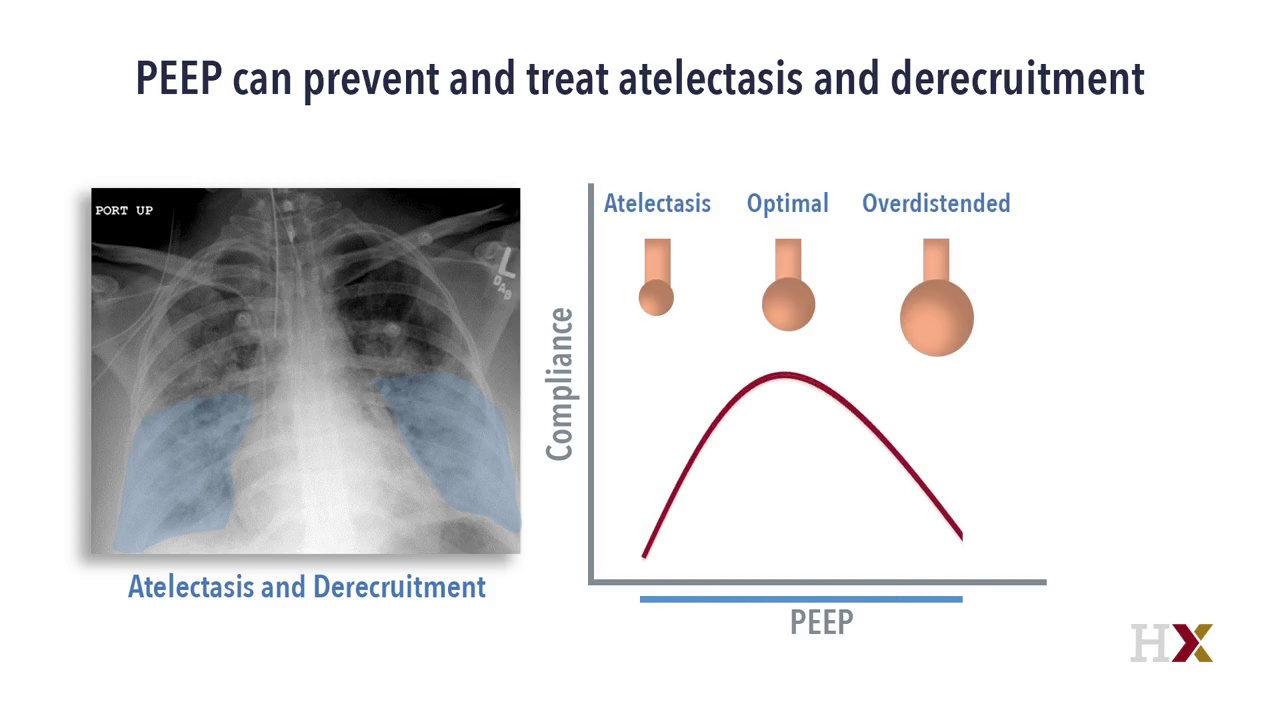 PEEP can prevent and treat atelectasis and derecruitment
PORT UP
L
DAB
Atelectasis and Derecruitment
Atelectasis
Optimal
Overdistended
Compliance
PEEP
HX